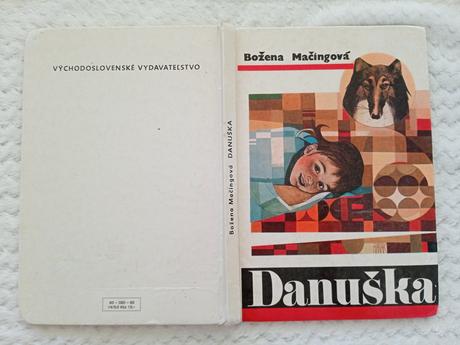 VÝCHODOSLOVENSKÉ VYDAVATEĽSTVO
Božena Mačingová DANUŠKA
Božena Mačingová
Danuška